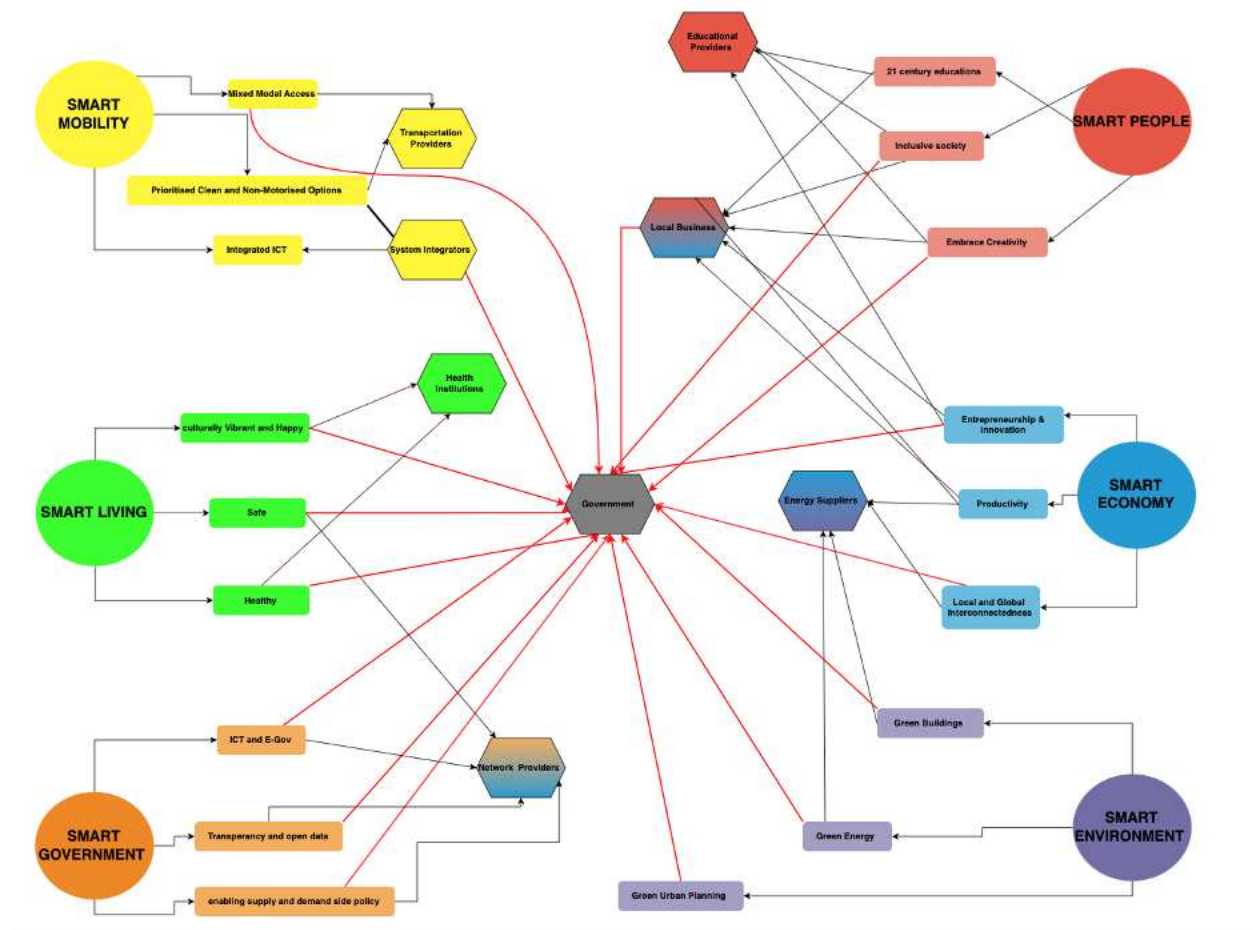 SMART
MOBILITY
Mixed Model Access
Transportation
Providers
Prioritised Clean and Non-Motorised Options
Integrated ICT
System Integrators
Educational
Providers
21 century educations
SMART PEOPLE
Inclusive society
Local Business
Embrace Creativity
Health
Institutions
culturally Vibrant and Happy
SMART LIVING
Safe
Healthy
Government
Entrepreneurship &
Innovation
SMART
ECONOMY
Energy Suppliers
Productivity
Local and Global
Interconnectedness
ICT and E-Gov
Network Providers
SMART
GOVERNMENT
Transperancy and open data
enabling supply and demand side policy
Green Buildings
SMART
ENVIRONMENT
Green Energy
Green Urban Planning